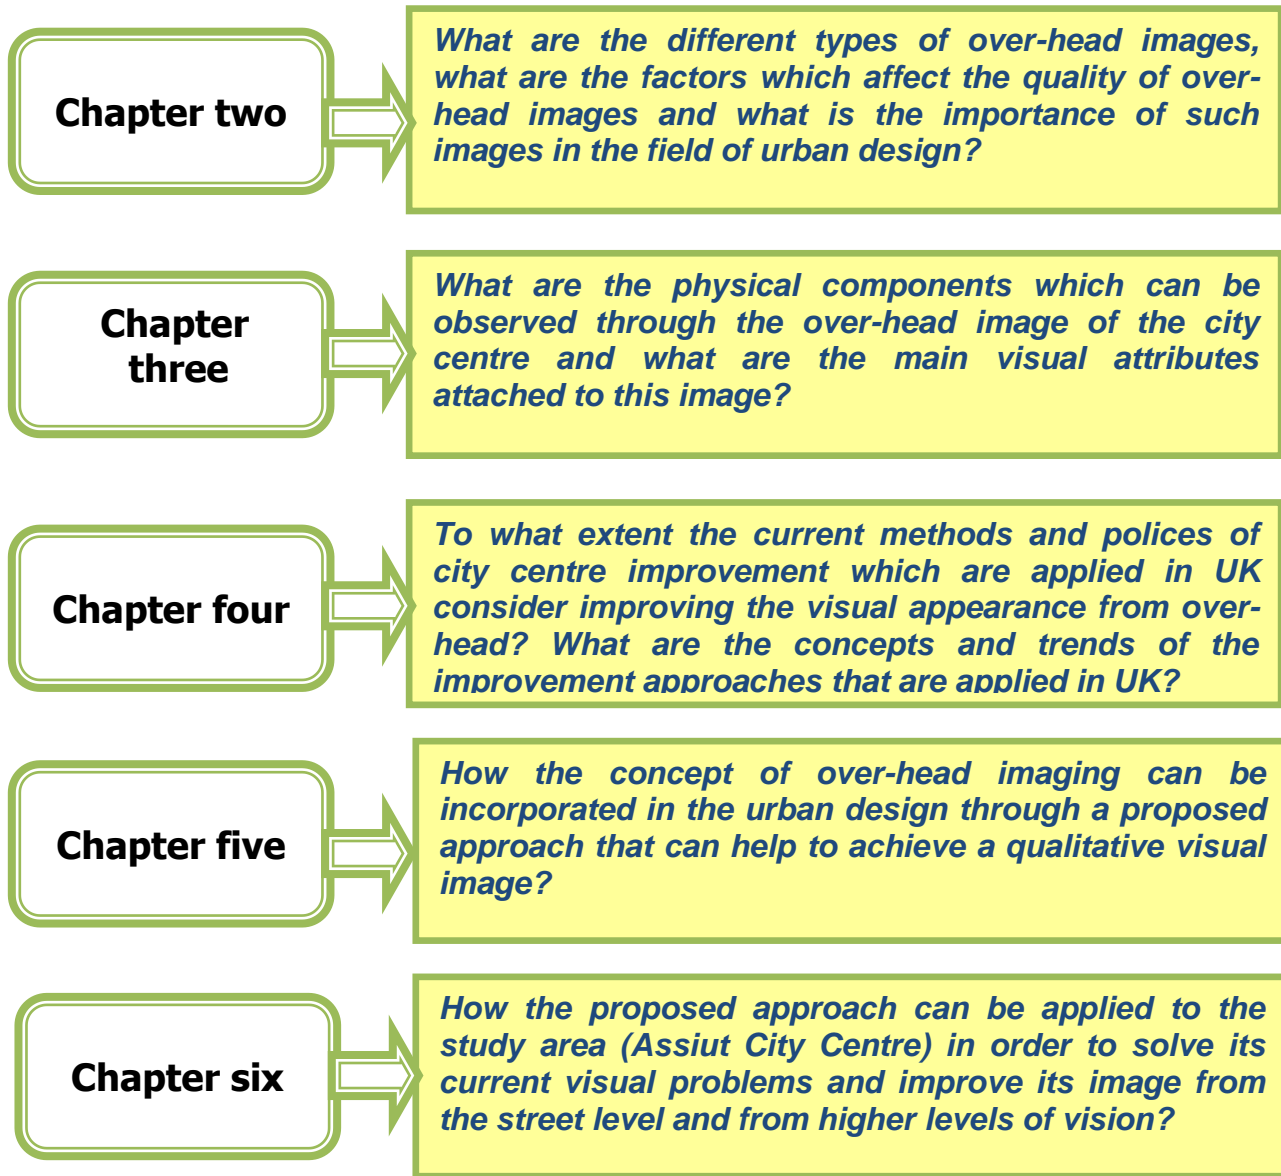 Chapter two
What are the different types of over-head images,
what are the factors which affect the quality of over-
head images and what is the importance of such
images in the field of urban design?
Chapter
three
What are the physical components which can be
observed through the over-head image of the city
centre and what are the main visual attributes
attached to this image?
Chapter four
To what extent the current methods and polices of
city centre improvement which are applied in UK
consider improving the visual appearance from over-
head? What are the concepts and trends of the
improvement approaches that are applied in UK?
Chapter five
How the concept of over-head imaging can be
incorporated in the urban design through a proposed
approach that can help to achieve a qualitative visual
image?
Chapter six
How the proposed approach can be applied to the
study area (Assiut City Centre) in order to solve its
current visual problems and improve its image from
the street level and from higher levels of vision?